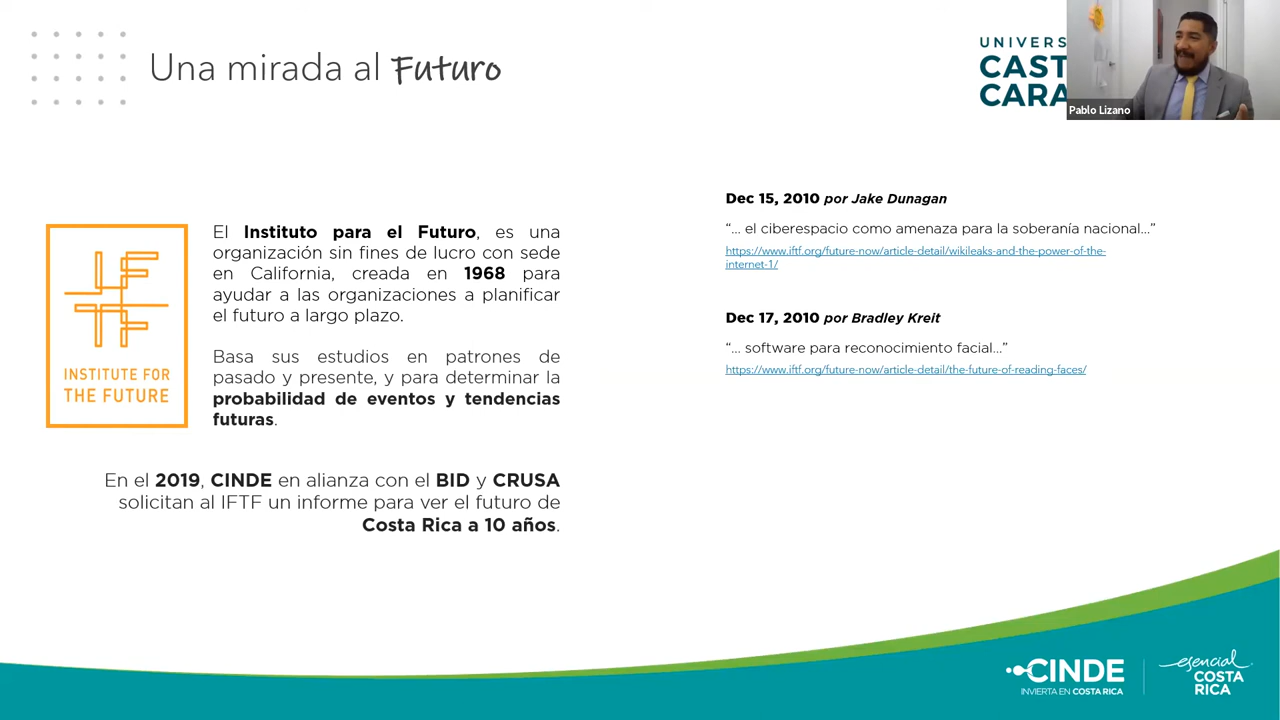 Una mirada al Futuro
UNIVERS
CAST
CARA
Pablo Lizano
INSTITUTE FOR
THE FUTURE
El Instituto para el Futuro, es una
organización sin fines de lucro con sede
en California, creada en 1968 para
ayudar a las organizaciones a planificar
el futuro a largo plazo.
Basa sus estudios en patrones de
pasado y presente, y para determinar la
probabilidad de eventos y tendencias
futuras.
En el 2019, CINDE en alianza con el BID y CRUSA
solicitan al IFTF un informe para ver el futuro de
Costa Rica a 10 años.
Dec 15, 2010 por Jake Dunagan
“... el ciberespacio como amenaza para la soberanía nacional...”
https://www.iftf.org/future-now/article-detail/wikileaks-and-the-power-of-the-
internet-1/
Dec 17, 2010 por Bradley Kreit
“... software para reconocimiento facial...”
https://www.iftf.org/future-now/article-detail/the-future-of-reading-faces/
CINDE
INVIERTA EN COSTA RICA
esencial
COSTA
RICA